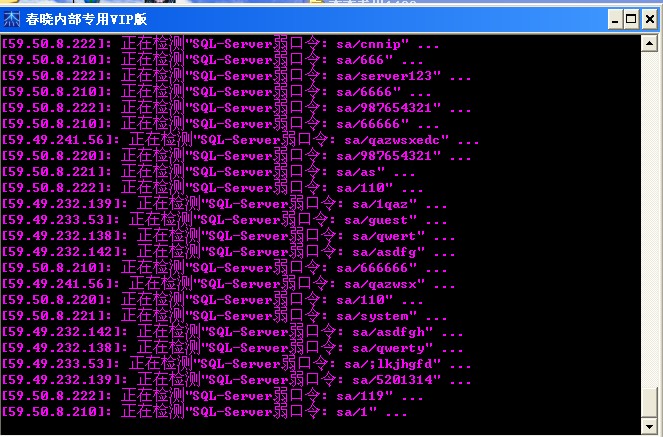 春晓内部专用VIP版
[59.50.8.222]: 正在检测"SQL-Server弱口令: sa/cnnip" ...
[59.50.8.210]: 正在检测"SQL-Server弱口令: sa/666" ...
[59.50.8.222]: 正在检测"SQL-Server弱口令: sa/server123" ...
[59.50.8.210]: 正在检测"SQL-Server弱口令: sa/6666" ...
[59.50.8.222]: 正在检测"SQL-Server弱口令: sa/987654321" ...
[59.50.8.210]: 正在检测"SQL-Server弱口令: sa/66666" ...
[59.49.241.56]: 正在检测"SQL-Server弱口令: sa/qazwsxedc" ...
[59.50.8.220]: 正在检测"SQL-Server弱口令: sa/987654321" ...
[59.50.8.221]: 正在检测"SQL-Server弱口令: sa/as" ...
[59.50.8.222]: 正在检测"SQL-Server弱口令: sa/110" ...
[59.49.232.139]: 正在检测"SQL-Server弱口令: sa/1qaz" ...
[59.49.233.53]: 正在检测"SQL-Server弱口令: sa/guest" ...
[59.49.232.138]: 正在检测"SQL-Server弱口令: sa/qwert" ...
[59.49.232.142]: 正在检测"SQL-Server弱口令: sa/asdfg" ...
[59.50.8.210]: 正在检测"SQL-Server弱口令: sa/666666" ...
[59.49.241.56]: 正在检测"SQL-Server弱口令: sa/qazwsx" ...
[59.50.8.220]: 正在检测"SQL-Server弱口令: sa/110" ...
[59.50.8.221]: 正在检测"SQL-Server弱口令: sa/system" ...
[59.49.232.142]: 正在检测"SQL-Server弱口令: sa/asdfgh" ...
[59.49.232.138]: 正在检测"SQL-Server弱口令: sa/qwerty" ...
[59.49.233.53]: 正在检测"SQL-Server弱口令: sa/;lkjhgfd" ...
[59.49.232.139]: 正在检测"SQL-Server弱口令: sa/5201314" ...
[59.50.8.222]: 正在检测"SQL-Server弱口令: sa/119" ...
[59.50.8.210]: 正在检测"SQL-Server弱口令: sa/1" ...